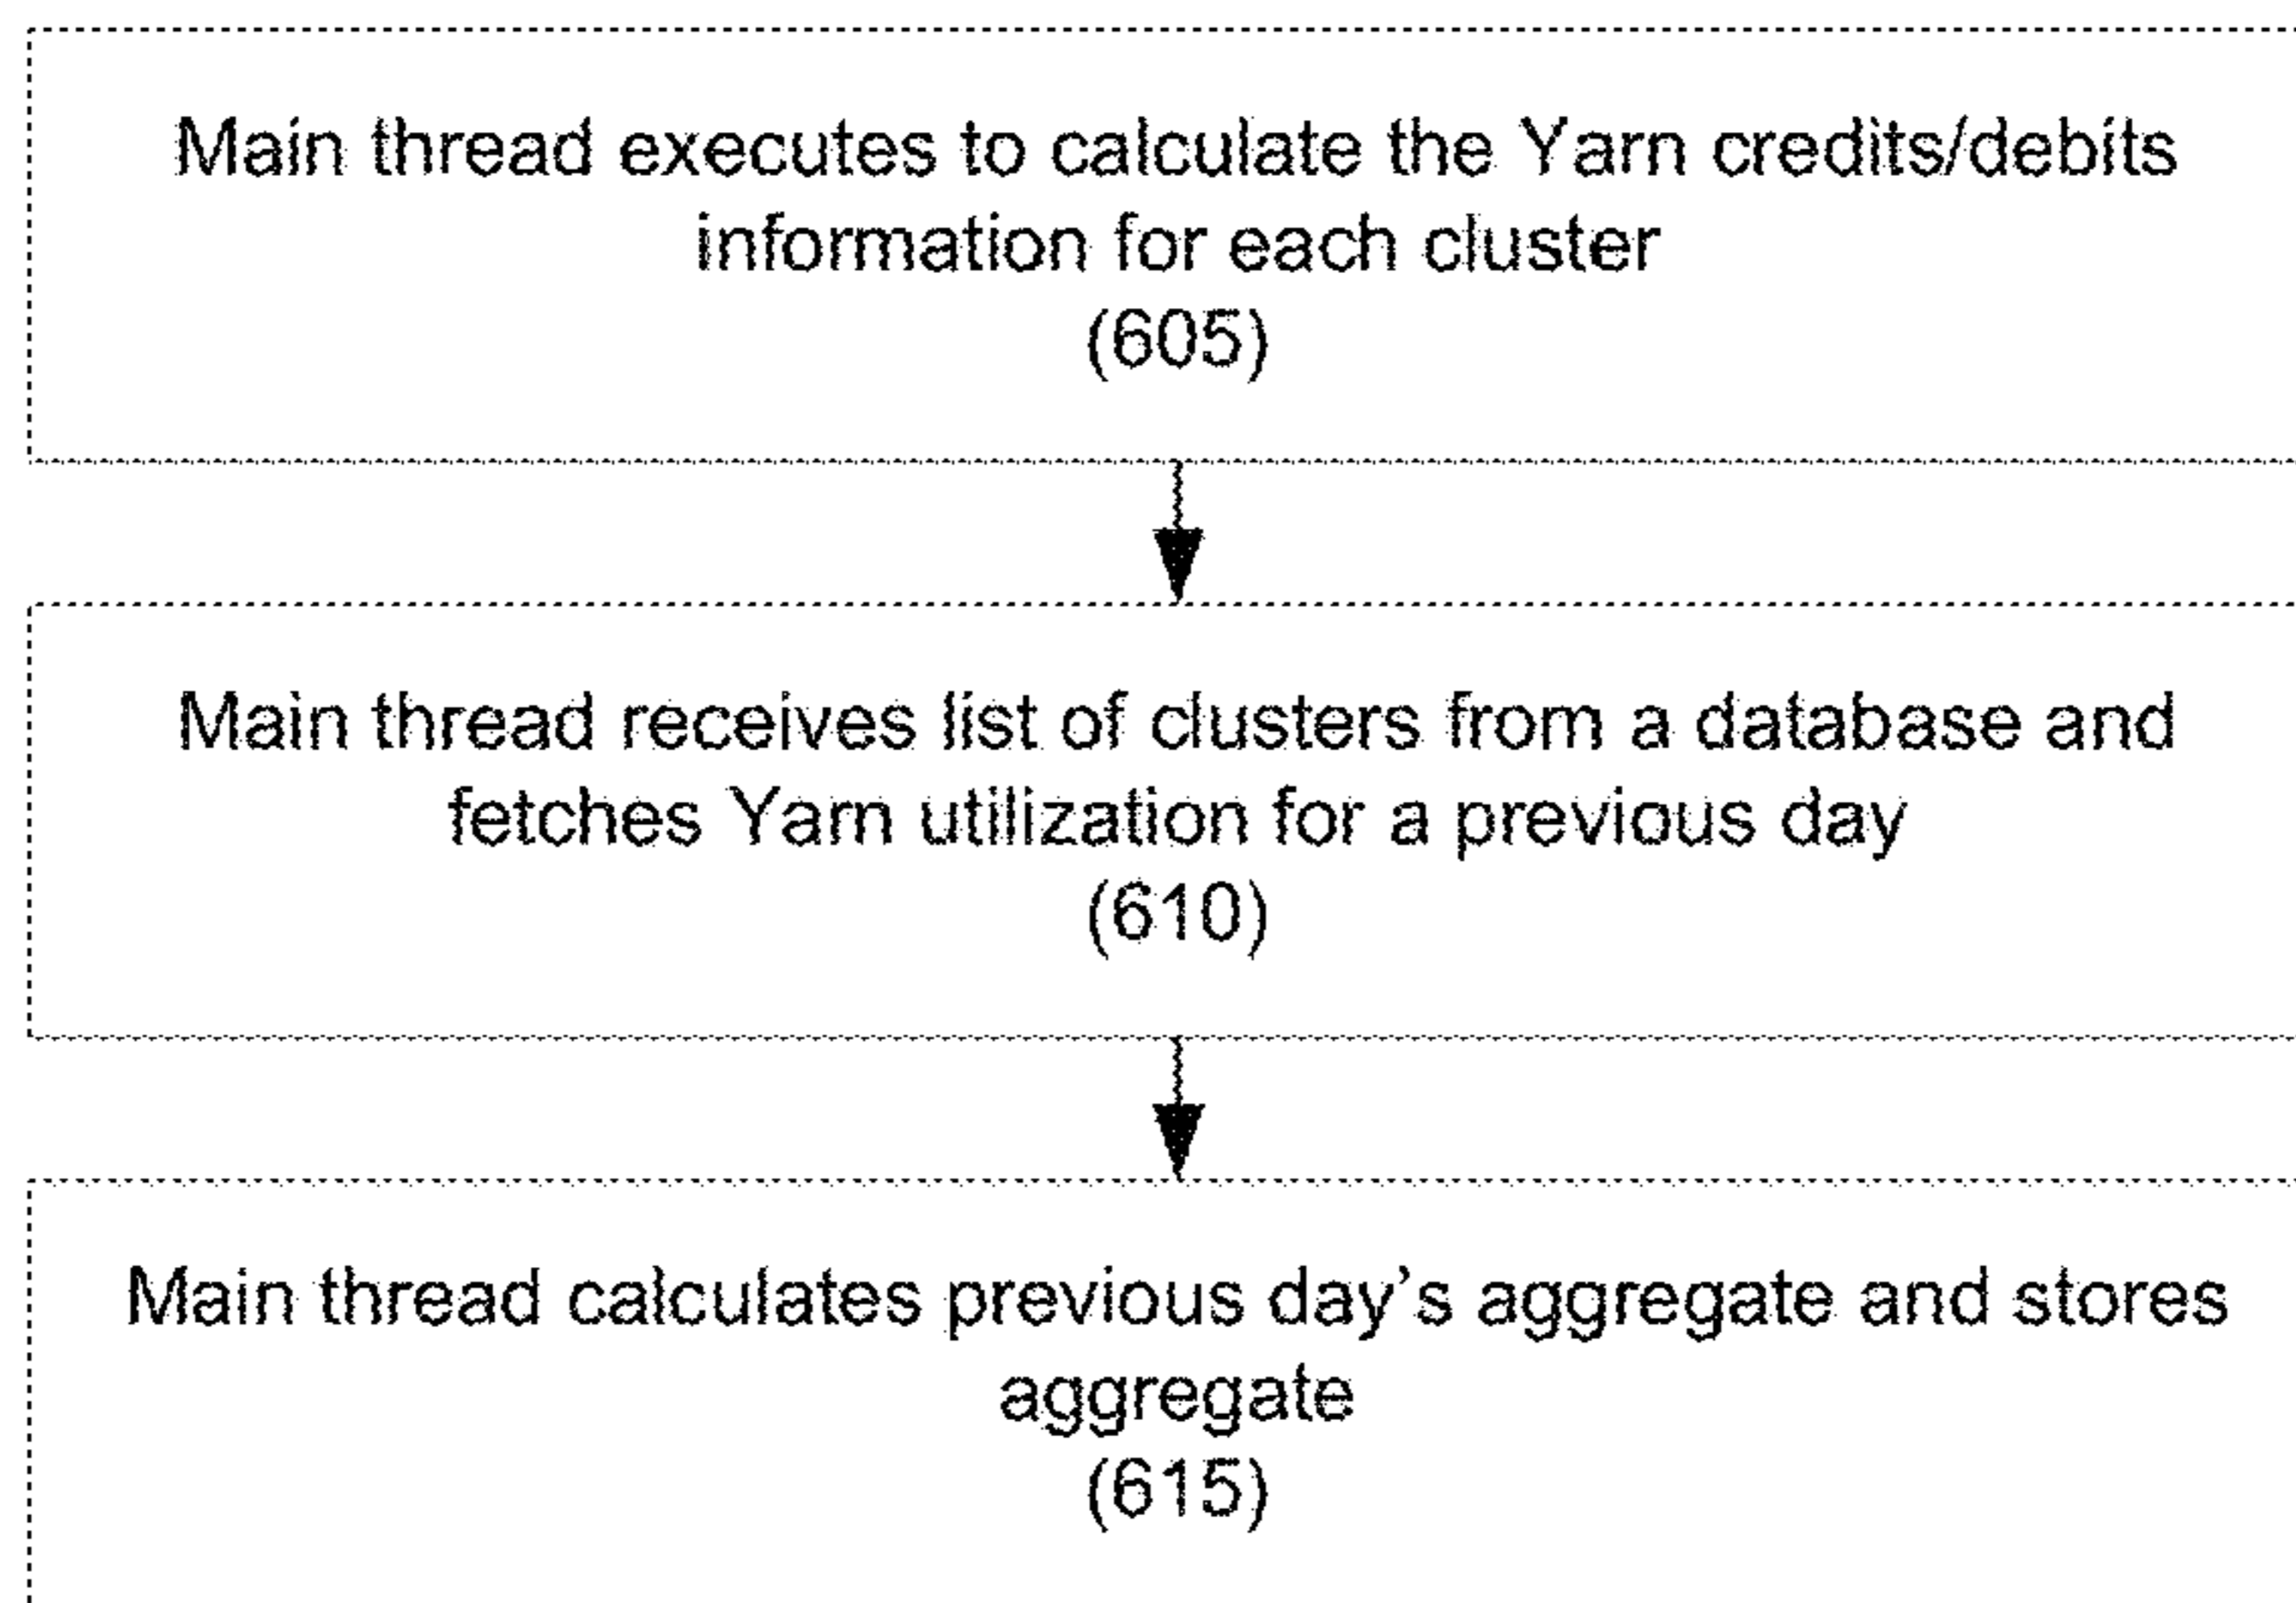 Main thread executes to calculate the Yarn credits/debits
information for each cluster
(605)
Main thread receives list of clusters from a database and
fetches Yarn utilization for a previous day
(610)
Main thread calculates previous day's aggregate and stores
aggregate
(615)